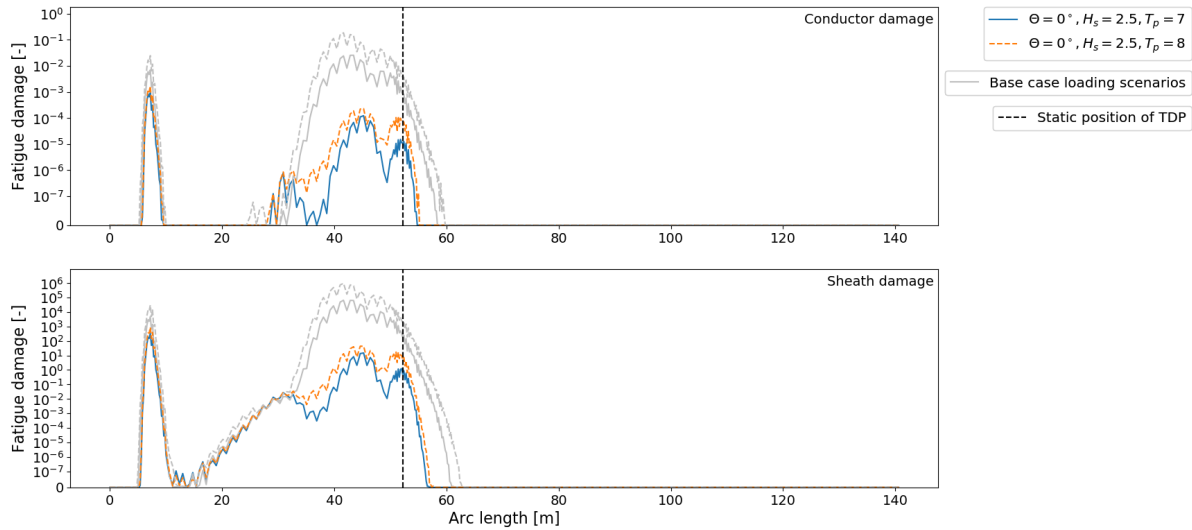 Conductor damage
Fatigue damage [-]
10^0
10^-1
10^-2
10^-3
10^-4
10^-5
10^-6
10^-7
0
0 20 40 60 80 100 120 140
Θ = 0°, H_s = 2.5, T_p = 7
Θ = 0°, H_s = 2.5, T_p = 8
Base case loading scenarios
Static position of TDP
Sheath damage
Fatigue damage [-]
10^6
10^5
10^4
10^3
10^2
10^1
10^0
10^-1
10^-2
10^-3
10^-4
10^-5
10^-6
10^-7
0
0 20 40 60 80 100 120 140
Arc length [m]